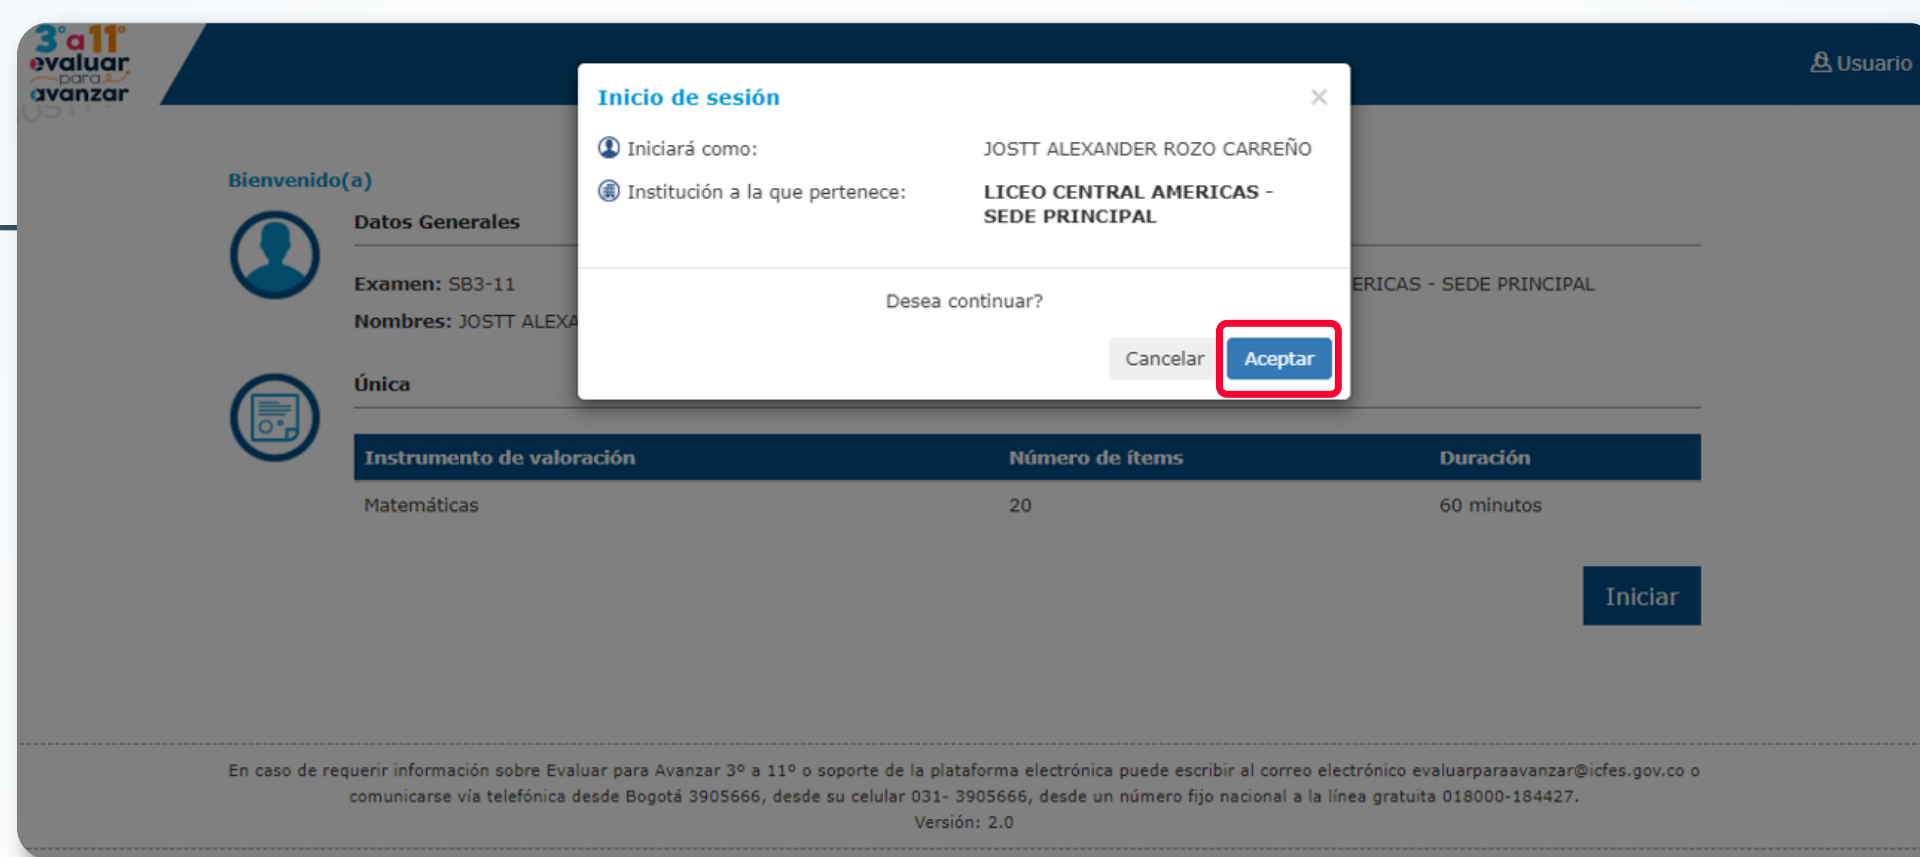 3° a 11°
evaluar
para
avanzar
Usuario
Inicio de sesión
×
Iniciará como: JOSTT ALEXANDER ROZO CARREÑO
Institución a la que pertenece: LICEO CENTRAL AMERICAS -
SEDE PRINCIPAL
Desea continuar?
Cancelar Aceptar
Bienvenido(a)
Datos Generales
Examen: SB3-11 ERICAS - SEDE PRINCIPAL
Nombres: JOSTT ALEXA
Única
Instrumento de valoración Número de ítems Duración
Matemáticas 20 60 minutos
Iniciar
En caso de requerir información sobre Evaluar para Avanzar 3º a 11º o soporte de la plataforma electrónica puede escribir al correo electrónico evaluarparaavanzar@icfes.gov.co o
comunicarse vía telefónica desde Bogotá 3905666, desde su celular 031- 3905666, desde un número fijo nacional a la línea gratuita 018000-184427.
Versión: 2.0